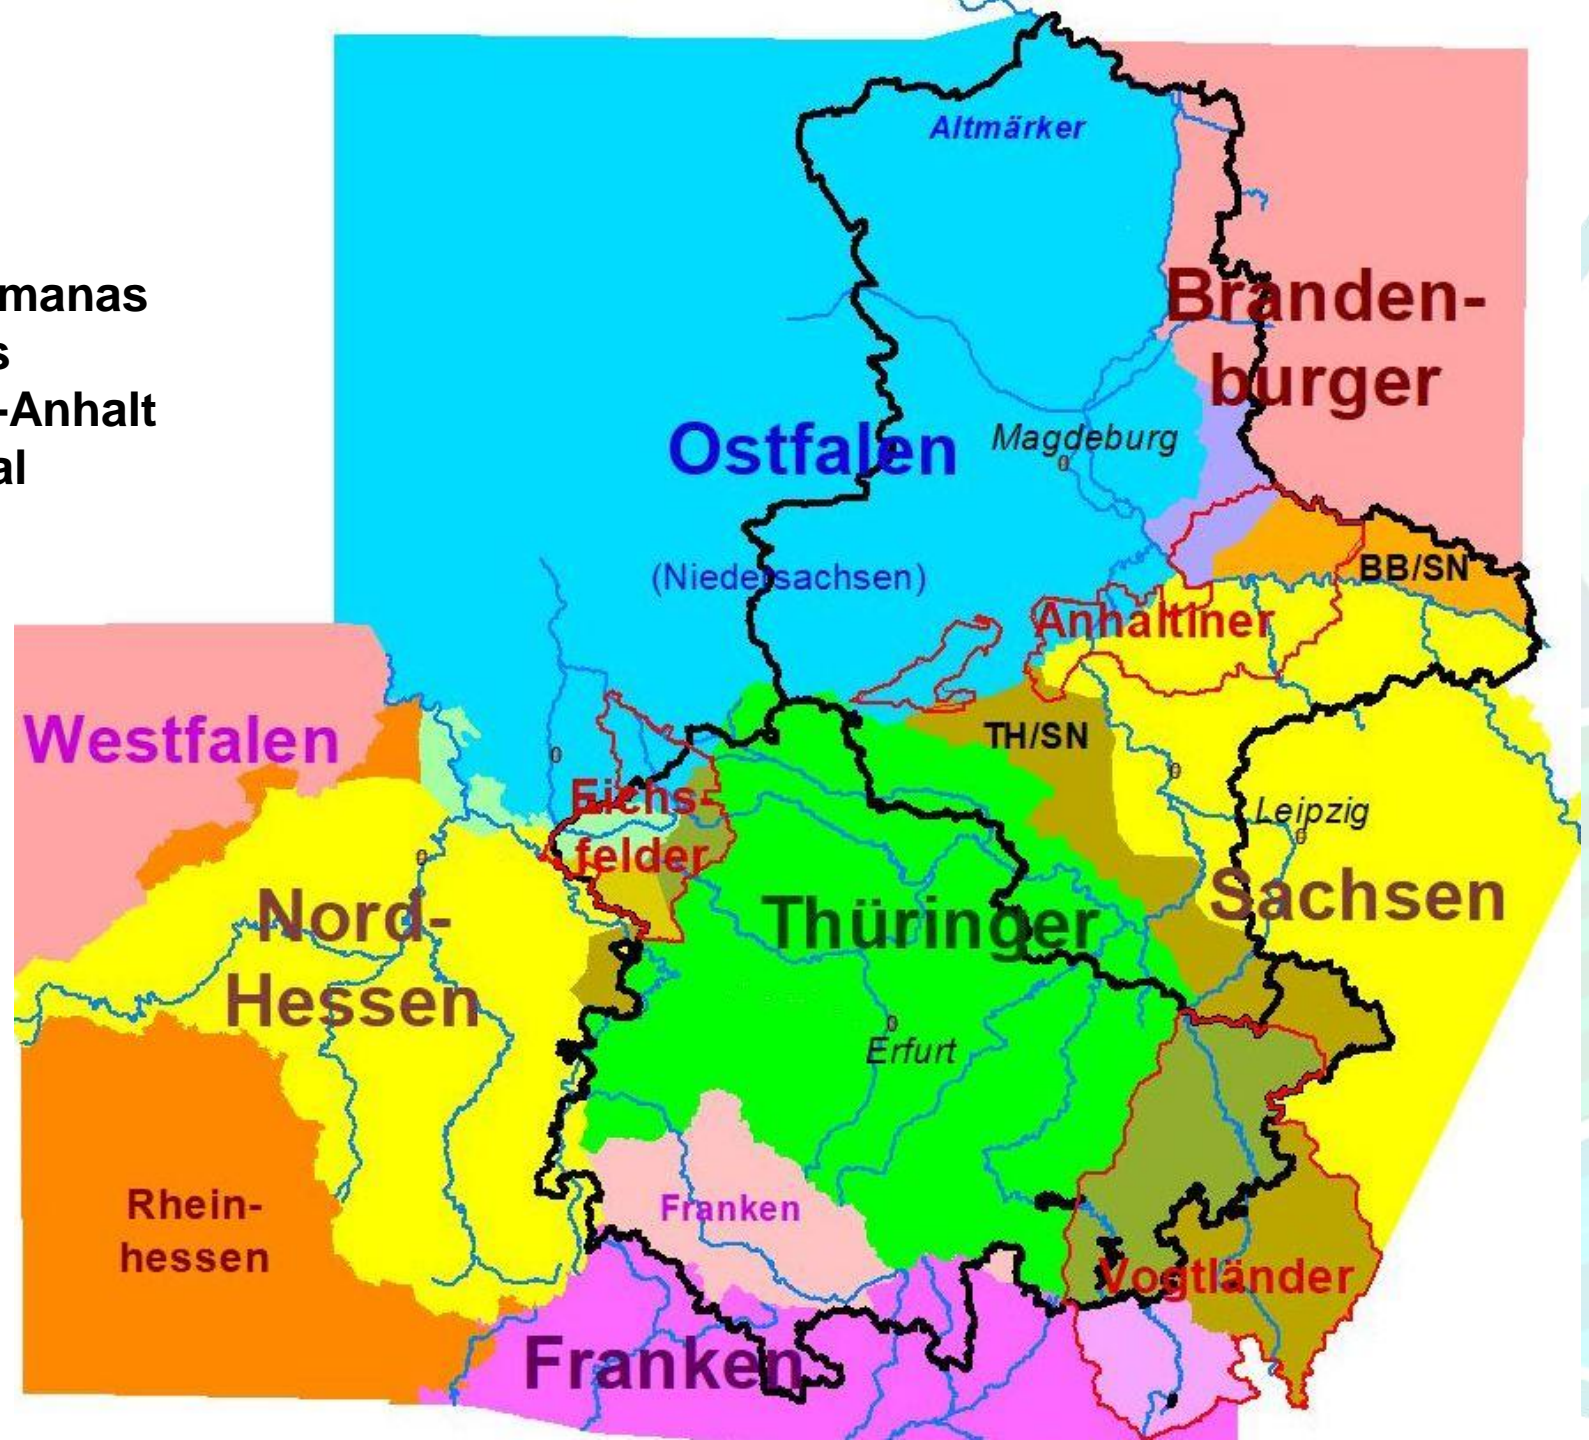 manas
s
-Anhalt
al
Altmärker
Branden-
burger
Ostfalen
Magdeburg
(Niedersachsen)
BB/SN
Anhaltiner
Westfalen
TH/SN
Eichs-
felder
Leipzig
Nord-
Hessen
Thüringer
Sachsen
Erfurt
Rhein-
hessen
Franken
Vogtländer
Franken